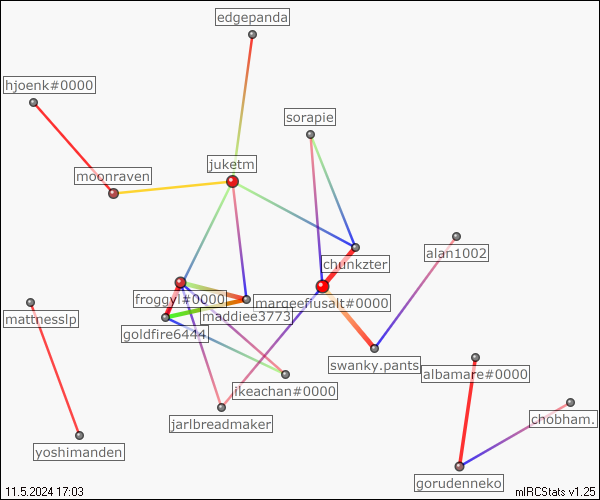 edgepanda
hjoenk#0000
sorapie
juketm
moonraven
alan1002
chunkzter
froggyl#0000
marqeeflusalt#0000
maddiee3773
mattnesslp
goldfire6444
swanky.pants
albamare#0000
ikeachan#0000
chobham.
jarlbreadmaker
yoshimanden
gorudenneko
11.5.2024 17:03
mIRCStats v1.25